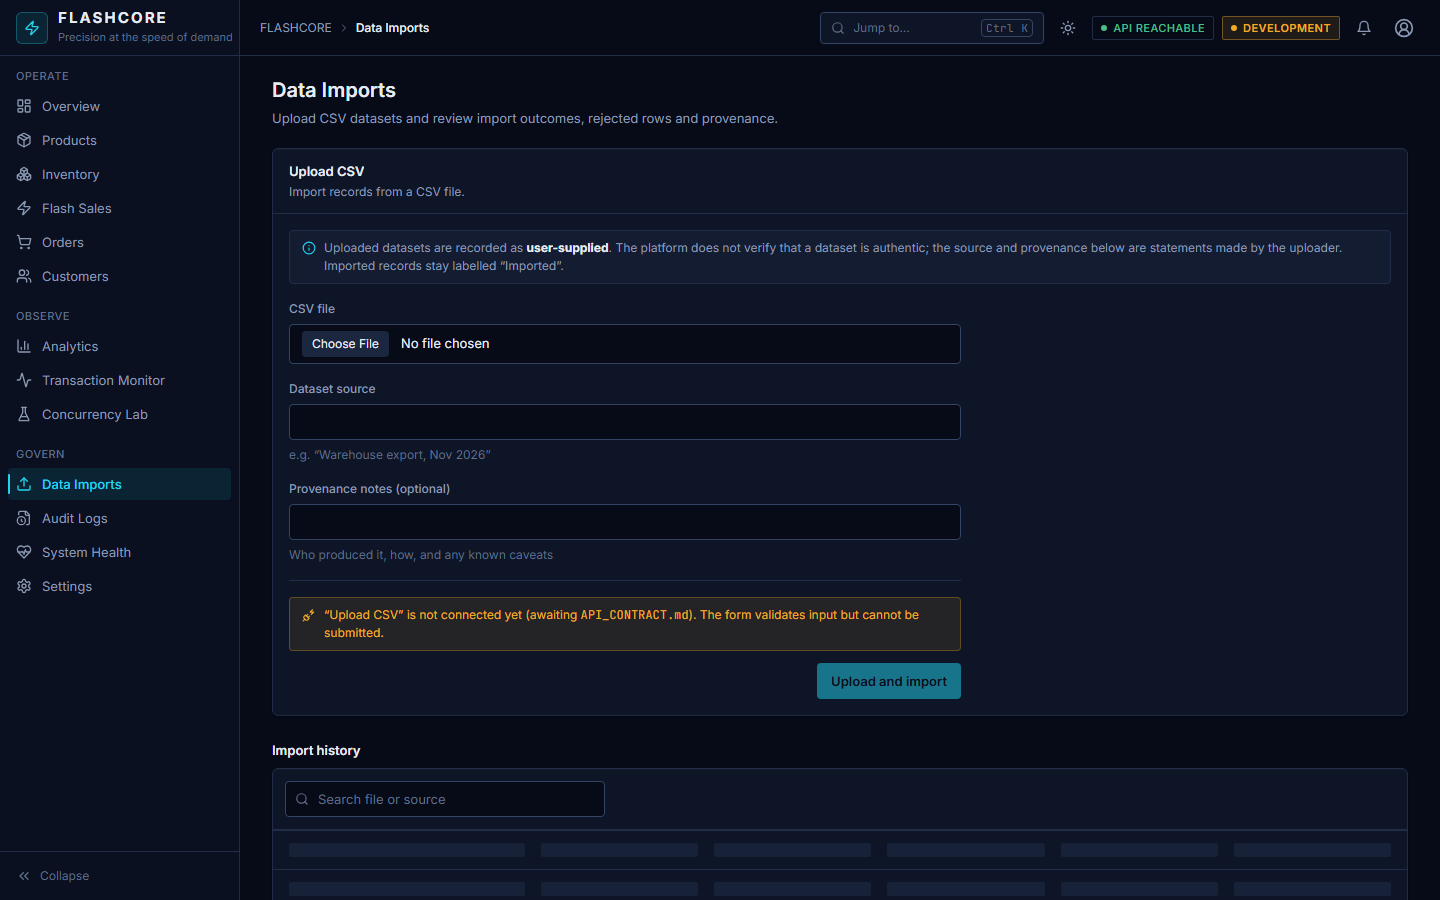 FLASHCORE
Precision at the speed of demand
FLASHCORE > Data Imports
Jump to...
Ctrl K
API REACHABLE
DEVELOPMENT
OPERATE
Overview
Products
Inventory
Flash Sales
Orders
Customers
OBSERVE
Analytics
Transaction Monitor
Concurrency Lab
GOVERN
Data Imports
Audit Logs
System Health
Settings
Collapse
Data Imports
Upload CSV datasets and review import outcomes, rejected rows and provenance.
Upload CSV
Import records from a CSV file.
Uploaded datasets are recorded as user-supplied. The platform does not verify that a dataset is authentic; the source and provenance below are statements made by the uploader.
Imported records stay labelled “Imported”.
CSV file
Choose File No file chosen
Dataset source
e.g. “Warehouse export, Nov 2026”
Provenance notes (optional)
Who produced it, how, and any known caveats
“Upload CSV” is not connected yet (awaiting API_CONTRACT.md). The form validates input but cannot be
submitted.
Upload and import
Import history
Search file or source